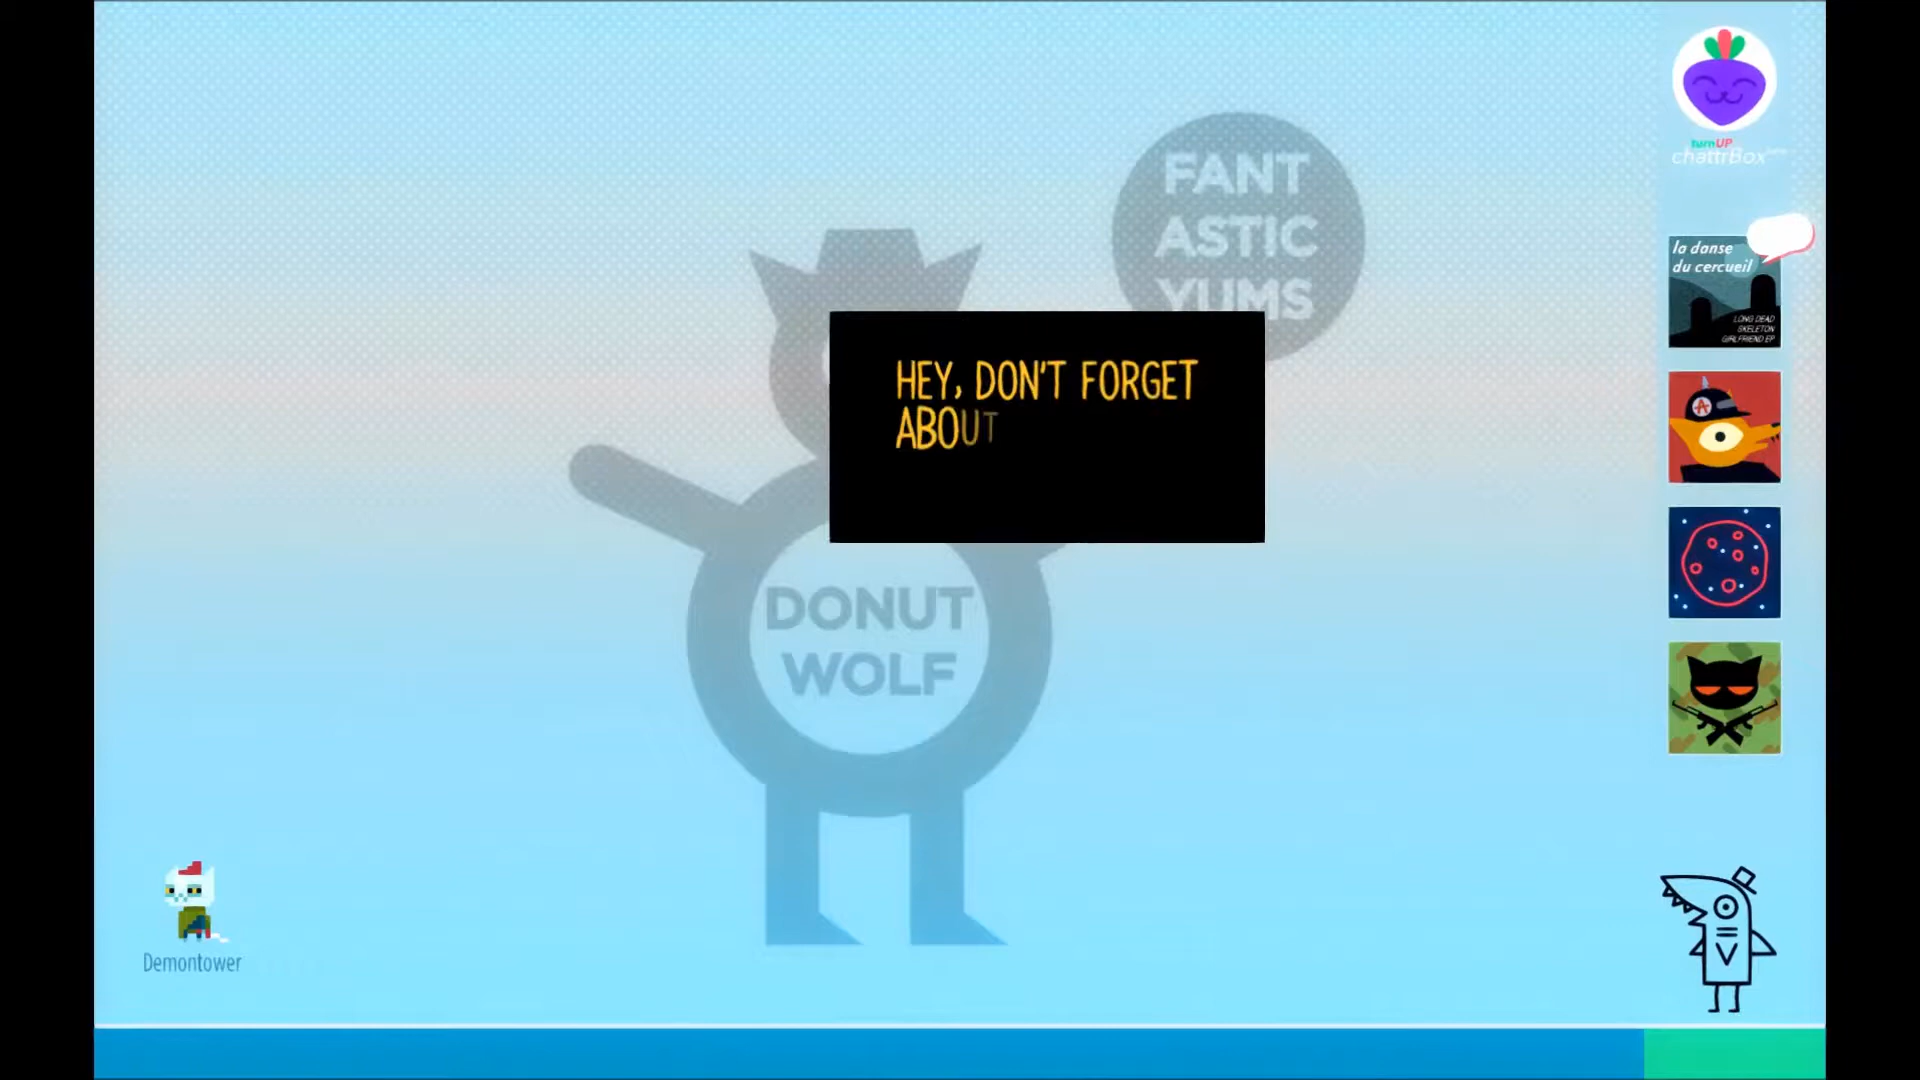 turnUP
chattrBox
la danse
du cercueil
LONG DEAD
SKELETON
GIRLFRIEND EP
FANT
ASTIC
YUMS
HEY, DON'T FORGET
ABOUT
DONUT
WOLF
A
Demontower